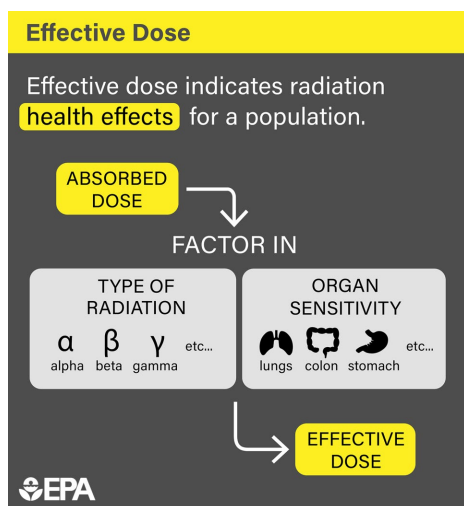 Effective Dose
Effective dose indicates radiation
health effects for a population.
ABSORBED
DOSE
FACTOR IN
TYPE OF
RADIATION
α β γ etc...
alpha beta gamma
ORGAN
SENSITIVITY
etc...
lungs colon stomach
EFFECTIVE
DOSE
EPA